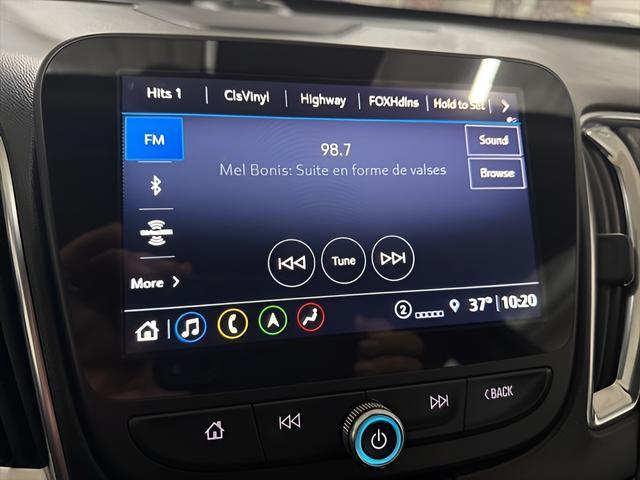 Hits 1 ClsVinyl Highway FOXHdlns Hold to Set
FM
98.7
Mel Bonis: Suite en forme de valses
Sound
Browse
SiriusXM
Tune
More
2 37° 10:20
BACK